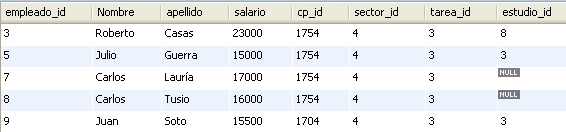 empleado_id Nombre apellido salario cp_id sector_id tarea_id estudio_id
3 Roberto Casas 23000 1754 4 3 8
5 Julio Guerra 15000 1754 4 3 3
7 Carlos Lauría 17000 1754 4 3 NULL
8 Carlos Tusio 16000 1754 4 3 NULL
9 Juan Soto 15500 1704 4 3 3